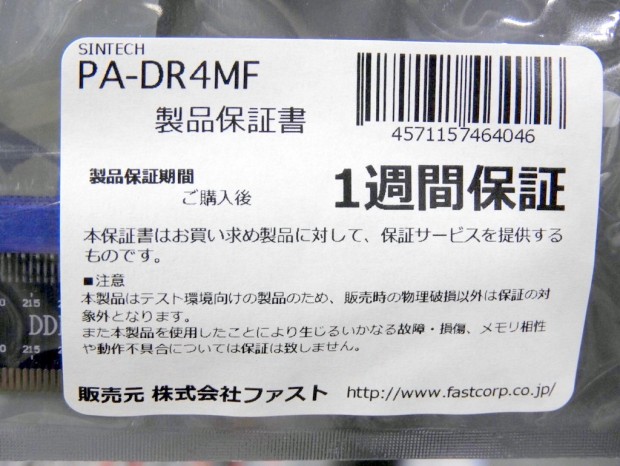 SINTECH
PA-DR4MF
製品保証書
4571157464046
製品保証期間
ご購入後
1週間保証
本保証書はお買い求め製品に対して、保証サービスを提供する
ものです。
■注意
本製品はテスト環境向けの製品のため、販売時の物理破損以外は保証の対
象外となります。
また本製品を使用したことにより生じるいかなる故障・損傷、メモリ相性
や動作不具合については保証は致しません。
販売元 株式会社ファスト http://www.fastcorp.co.jp/
215
DD
215